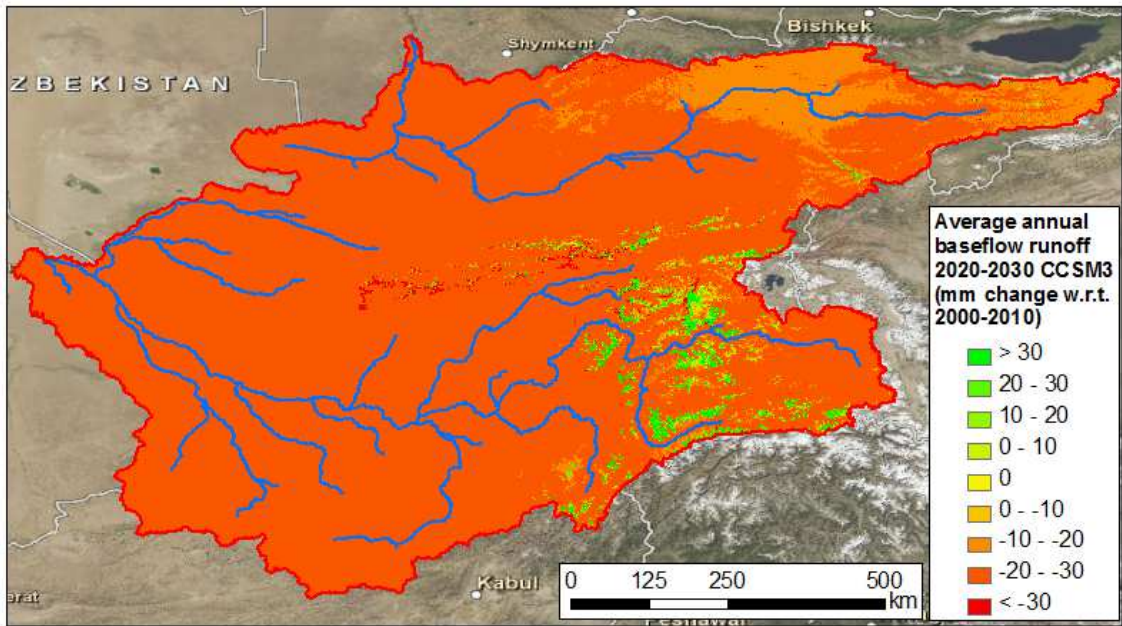 Bishkek
Shymkent
ZBEKISTAN
Average annual
baseflow runoff
2020-2030 CCSM3
(mm change w.r.t.
2000-2010)
> 30
20 - 30
10 - 20
0 - 10
0
0 - -10
-10 - -20
-20 - -30
< -30
Kabul
erat
0 125 250 500
km